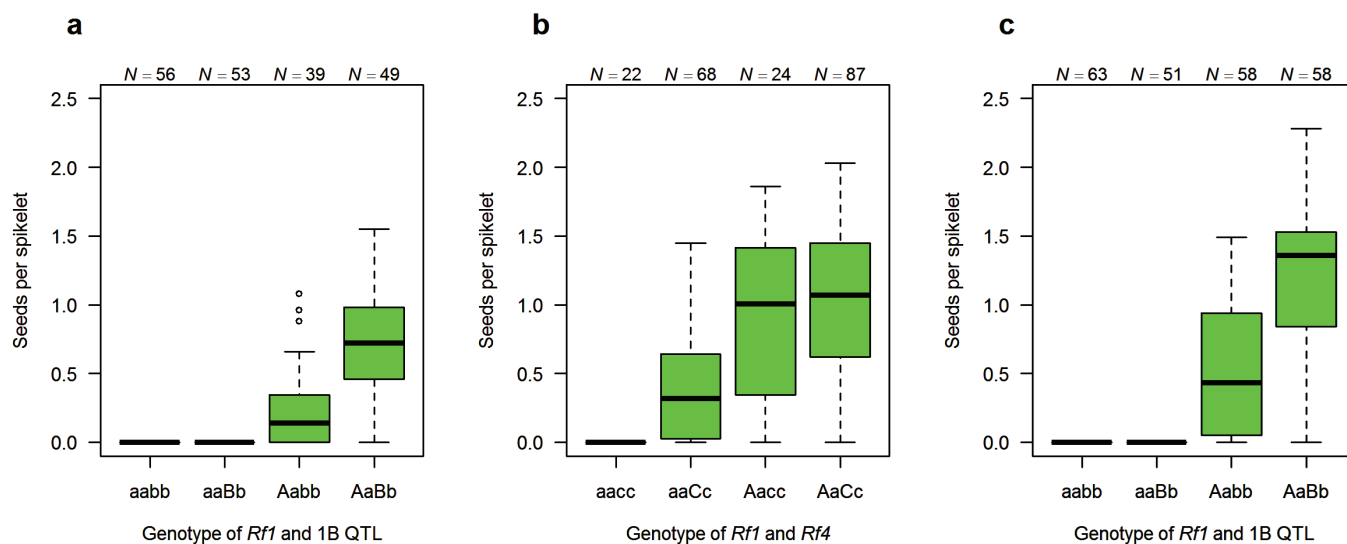 a
N = 56 N = 53 N = 39 N = 49
2.5
2.0
1.5
1.0
0.5
0.0
Seeds per spikelet
aabb aaBb Aabb AaBb
Genotype of Rf1 and 1B QTL
b
N = 22 N = 68 N = 24 N = 87
2.5
2.0
1.5
1.0
0.5
0.0
Seeds per spikelet
aacc aaCc Aacc AaCc
Genotype of Rf1 and Rf4
c
N = 63 N = 51 N = 58 N = 58
2.5
2.0
1.5
1.0
0.5
0.0
Seeds per spikelet
aabb aaBb Aabb AaBb
Genotype of Rf1 and 1B QTL